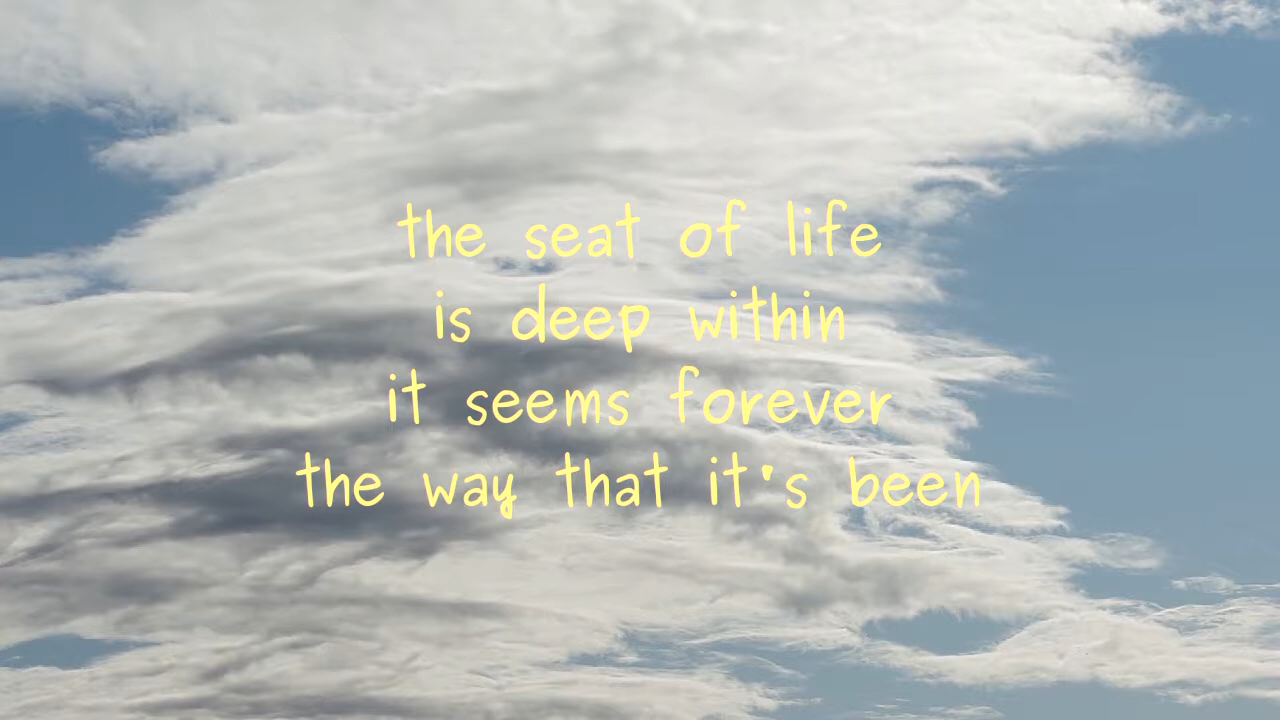 the seat of life
is deep within
it seems forever
the way that it's been